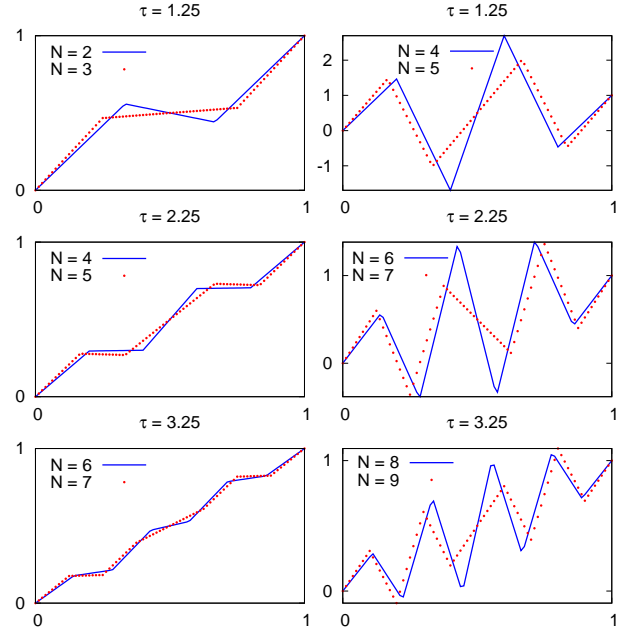 τ = 1.25
1
N = 2
N = 3
0
0
1
τ = 1.25
N = 4
N = 5
2
1
0
-1
0
1
τ = 2.25
1
N = 4
N = 5
0
0
1
τ = 2.25
N = 6
N = 7
1
0
0
1
τ = 3.25
1
N = 6
N = 7
0
0
1
τ = 3.25
N = 8
N = 9
1
0
0
1